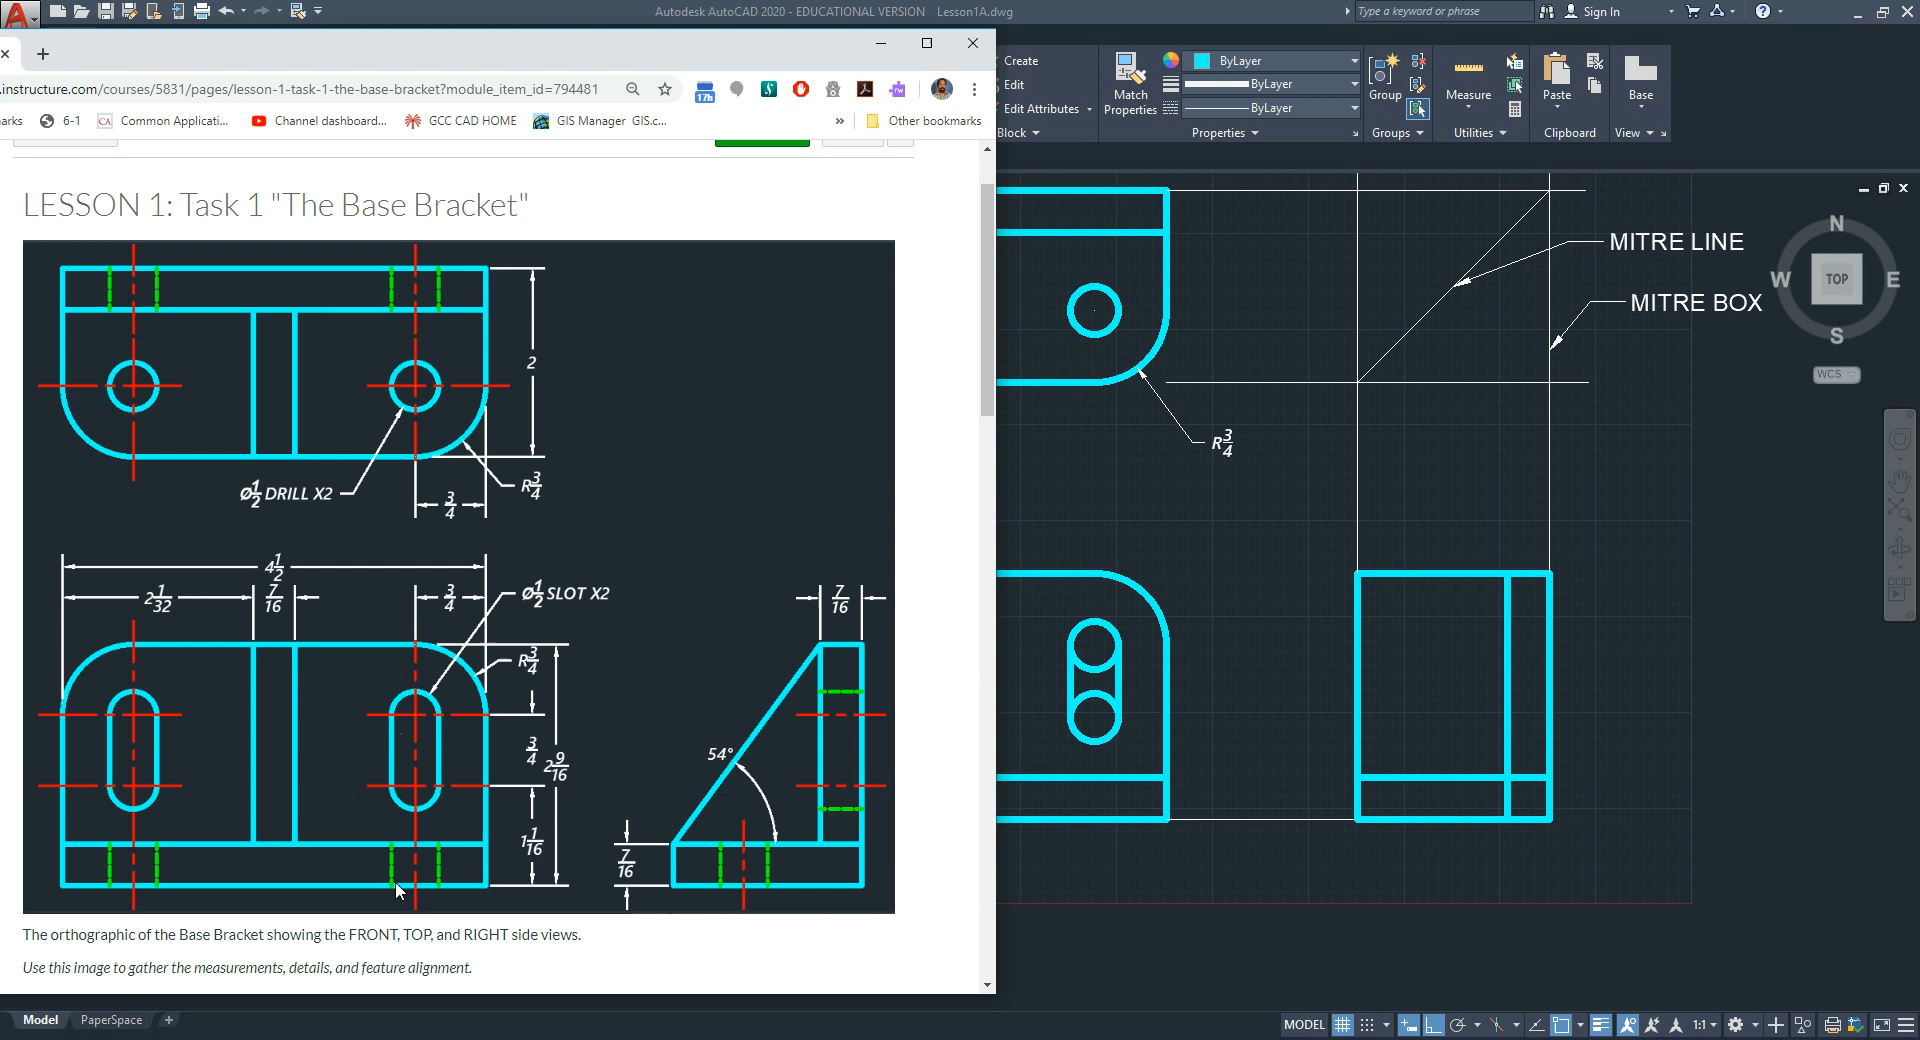 Autodesk AutoCAD 2020 - EDUCATIONAL VERSION    Lesson1A.dwg
Type a keyword or phrase
Sign In
.instructure.com/courses/5831/pages/lesson-1-task-1-the-base-bracket?module_item_id=794481
17h
arks
6-1
CA
Common Applicati...
Channel dashboard...
GCC CAD HOME
GIS Manager GIS.c...
»
Other bookmarks
Create
Edit
Edit Attributes
Block
Match
Properties
ByLayer
ByLayer
ByLayer
Properties
Group
Groups
Measure
Utilities
Paste
Clipboard
Base
View
LESSON 1: Task 1 "The Base Bracket"
2
Ø1/2 DRILL X2
R3/4
3/4
4 1/2
2 1/32
7/16
3/4
Ø1/2 SLOT X2
7/16
R3/4
3/4
2 9/16
54°
1 1/16
7/16
The orthographic of the Base Bracket showing the FRONT, TOP, and RIGHT side views.
Use this image to gather the measurements, details, and feature alignment.
MITRE LINE
MITRE BOX
R3/4
N
W
TOP
E
S
WCS
Model
PaperSpace
+
MODEL
1:1